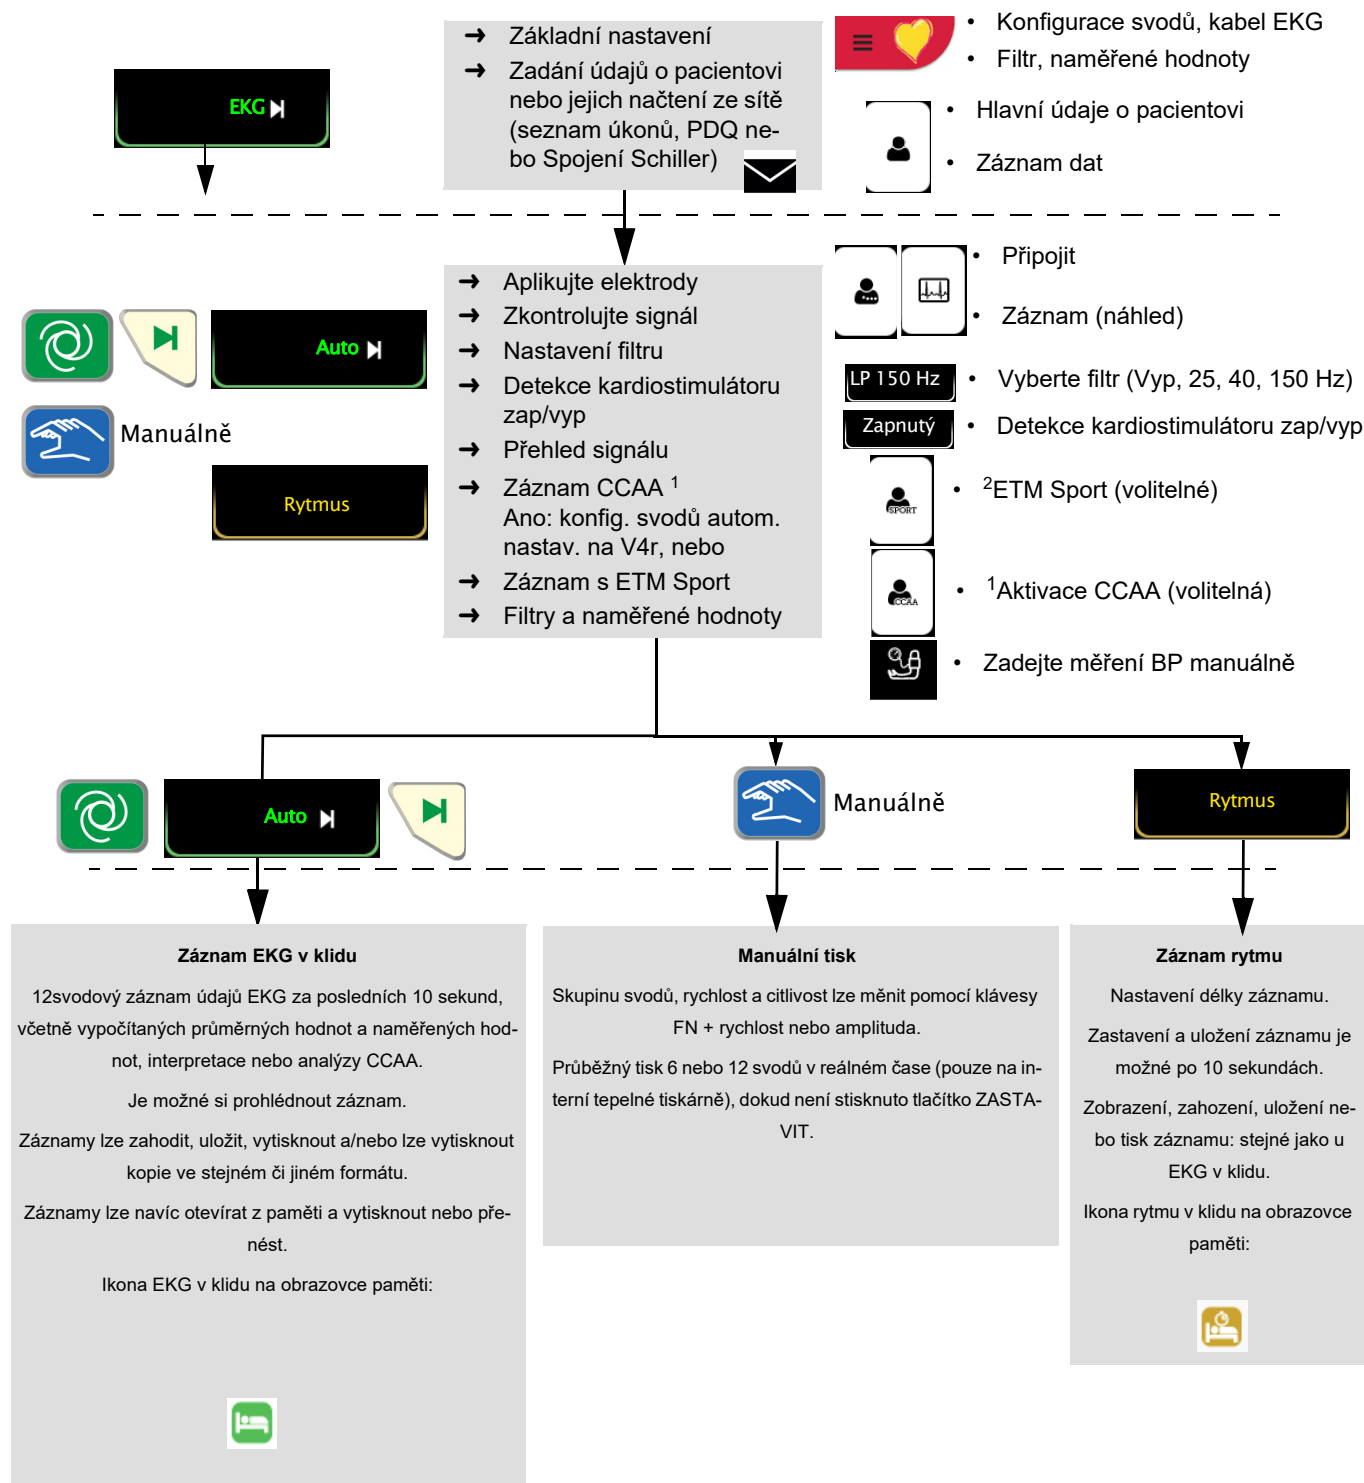 EKG
➜ Základní nastavení
➜ Zadání údajů o pacientovi
nebo jejich načtení ze sítě
(seznam úkonů, PDQ ne-
bo Spojení Schiller)
• Konfigurace svodů, kabel EKG
• Filtr, naměřené hodnoty
• Hlavní údaje o pacientovi
• Záznam dat
Auto
Manuálně
Rytmus
➜ Aplikujte elektrody
➜ Zkontrolujte signál
➜ Nastavení filtru
➜ Detekce kardiostimulátoru
zap/vyp
➜ Přehled signálu
➜ Záznam CCAA 1
Ano: konfig. svodů autom.
nastav. na V4r, nebo
➜ Záznam s ETM Sport
➜ Filtry a naměřené hodnoty
• Připojit
• Záznam (náhled)
LP 150 Hz
• Vyberte filtr (Vyp, 25, 40, 150 Hz)
Zapnutý
• Detekce kardiostimulátoru zap/vyp
SPORT
• 2ETM Sport (volitelné)
CCAA
• 1Aktivace CCAA (volitelná)
• Zadejte měření BP manuálně
Auto
Manuálně
Rytmus
Záznam EKG v klidu
12svodový záznam údajů EKG za posledních 10 sekund,
včetně vypočítaných průměrných hodnot a naměřených hod-
not, interpretace nebo analýzy CCAA.
Je možné si prohlédnout záznam.
Záznamy lze zahodit, uložit, vytisknout a/nebo lze vytisknout
kopie ve stejném či jiném formátu.
Záznamy lze navíc otevírat z paměti a vytisknout nebo pře-
nést.
Ikona EKG v klidu na obrazovce paměti:
Manuální tisk
Skupinu svodů, rychlost a citlivost lze měnit pomocí klávesy
FN + rychlost nebo amplituda.
Průběžný tisk 6 nebo 12 svodů v reálném čase (pouze na in-
terní tepelné tiskárně), dokud není stisknuto tlačítko ZASTA-
VIT.
Záznam rytmu
Nastavení délky záznamu.
Zastavení a uložení záznamu je
možné po 10 sekundách.
Zobrazení, zahození, uložení ne-
bo tisk záznamu: stejné jako u
EKG v klidu.
Ikona rytmu v klidu na obrazovce
paměti: